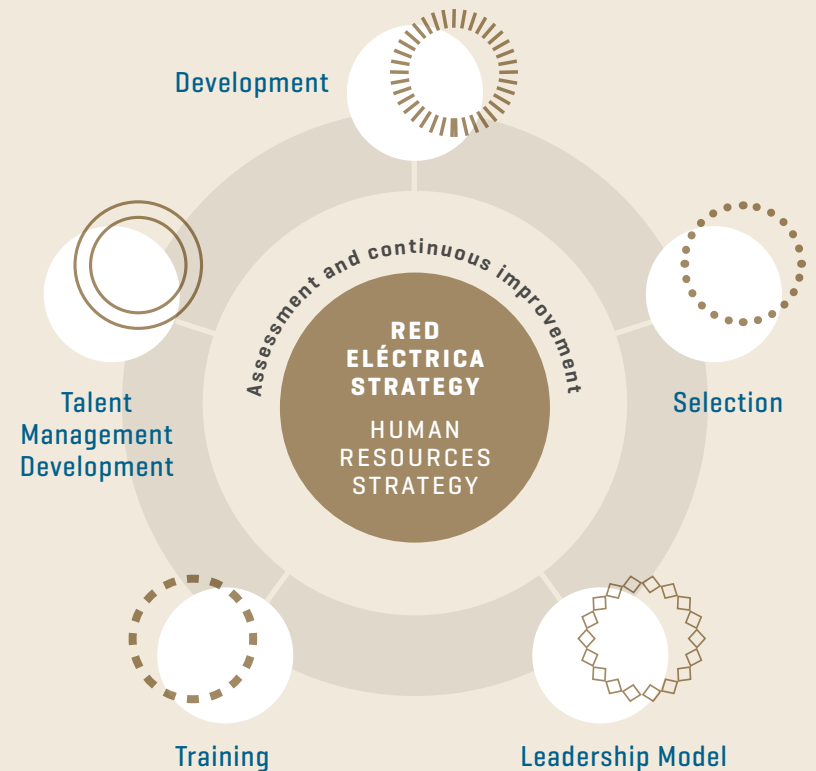 Development
Assessment and continuous improvement
RED
ELÉCTRICA
STRATEGY
HUMAN
RESOURCES
STRATEGY
Talent
Management
Development
Selection
Training
Leadership Model